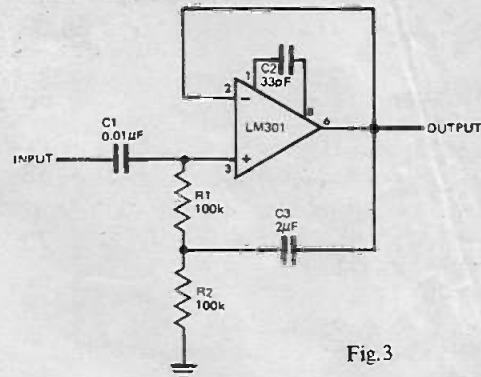 1
C2
33pF
2
8
LM301
6
OUTPUT
C1
0.01μF
INPUT
3
R1
100k
C3
2μF
R2
100k
Fig.3